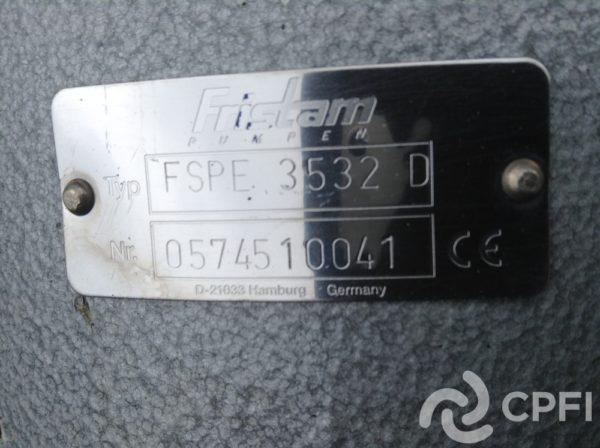 Fristam
PUMPEN
Typ FSPE 3532 D
Nr. 0574510041 CE
D-21033 Hamburg Germany
CPFI